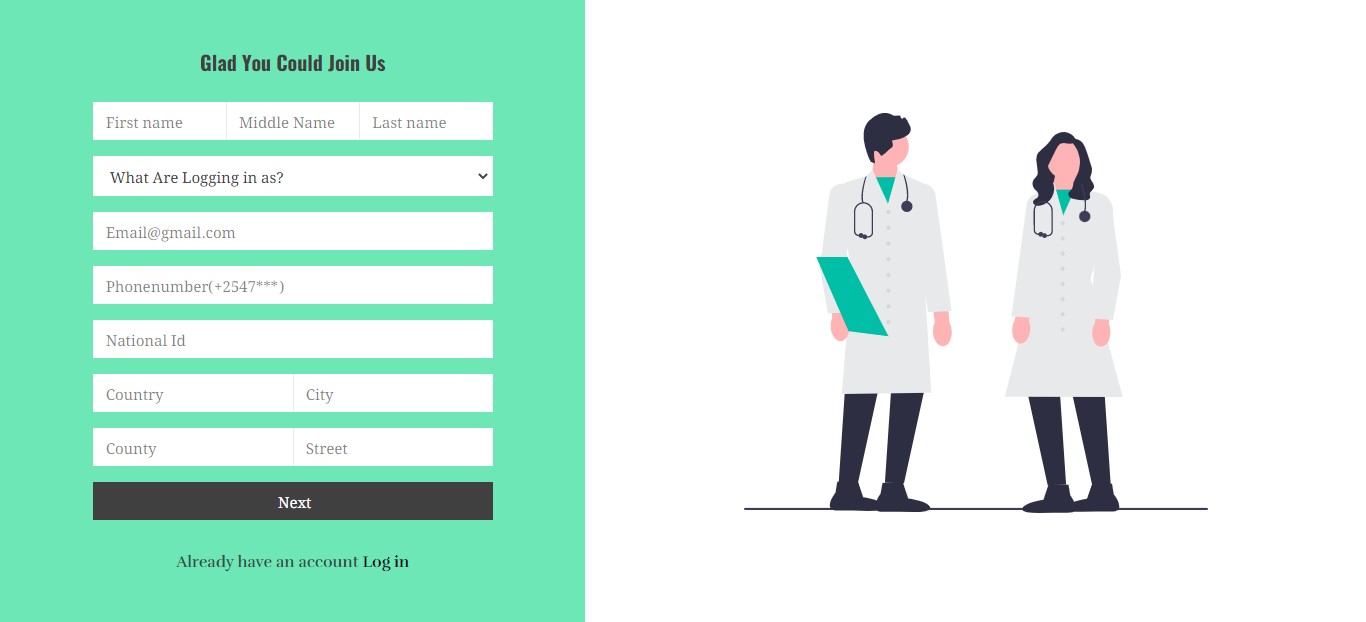 Glad You Could Join Us
First name Middle Name Last name
What Are Logging in as?
Email@gmail.com
Phonenumber(+2547***)
National Id
Country City
County Street
Next
Already have an account Log in